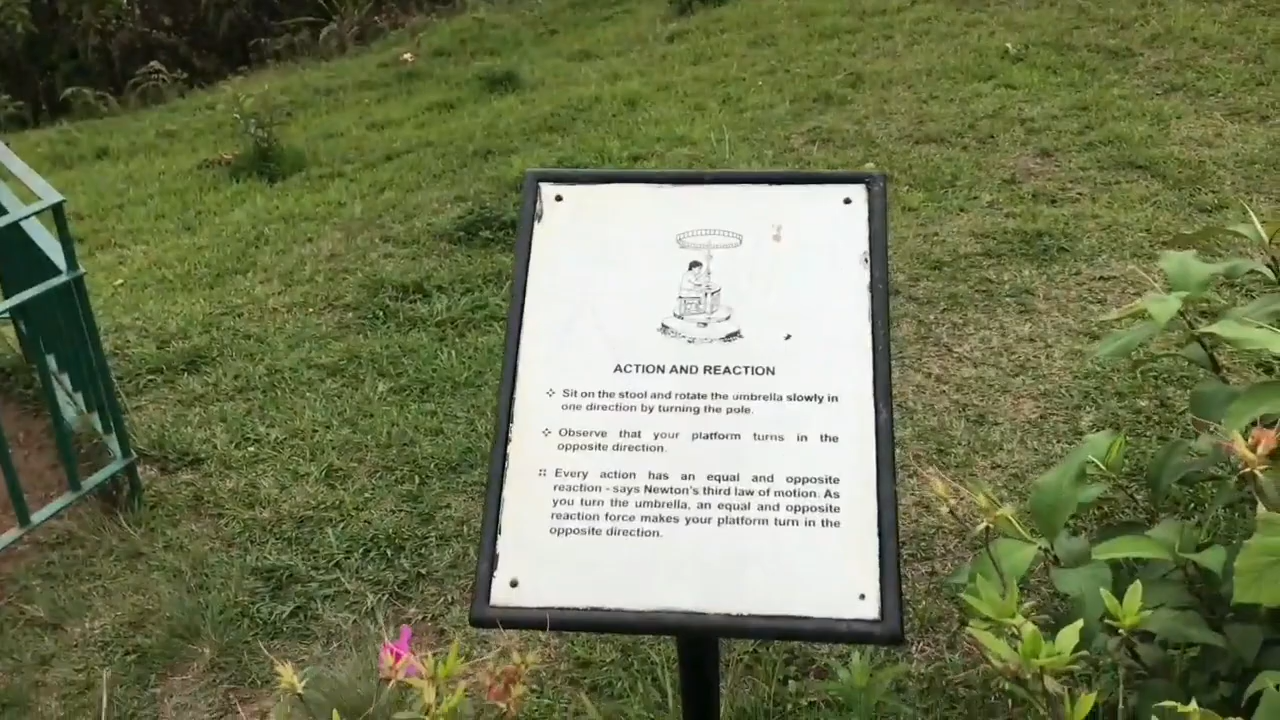 ACTION AND REACTION
Sit on the stool and rotate the umbrella slowly in
one direction by turning the pole.
Observe that your platform turns in the
opposite direction.
Every action has an equal and opposite
reaction - says Newton's third law of motion. As
you turn the umbrella, an equal and opposite
reaction force makes your platform turn in the
opposite direction.